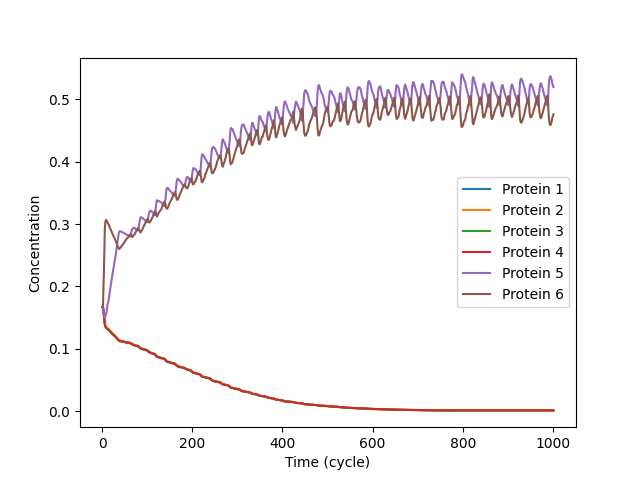 Concentration
0.5
0.4
0.3
0.2
0.1
0.0
Protein 1
Protein 2
Protein 3
Protein 4
Protein 5
Protein 6
0 200 400 600 800 1000
Time (cycle)